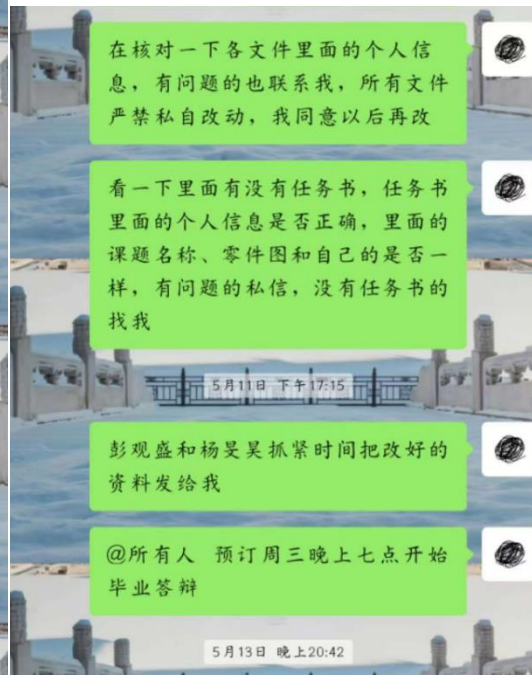 在核对一下各文件里面的个人信
息，有问题的也联系我，所有文件
严禁私自改动，我同意以后再改
看一下里面有没有任务书，任务书
里面的个人信息是否正确，里面的
课题名称、零件图和自己的是否一
样，有问题的私信，没有任务书的
找我
5月11日 下午17:15
彭观盛和杨旻昊抓紧时间把改好的
资料发给我
@所有人 预订周三晚上七点开始
毕业答辩
5月13日 晚上20:42